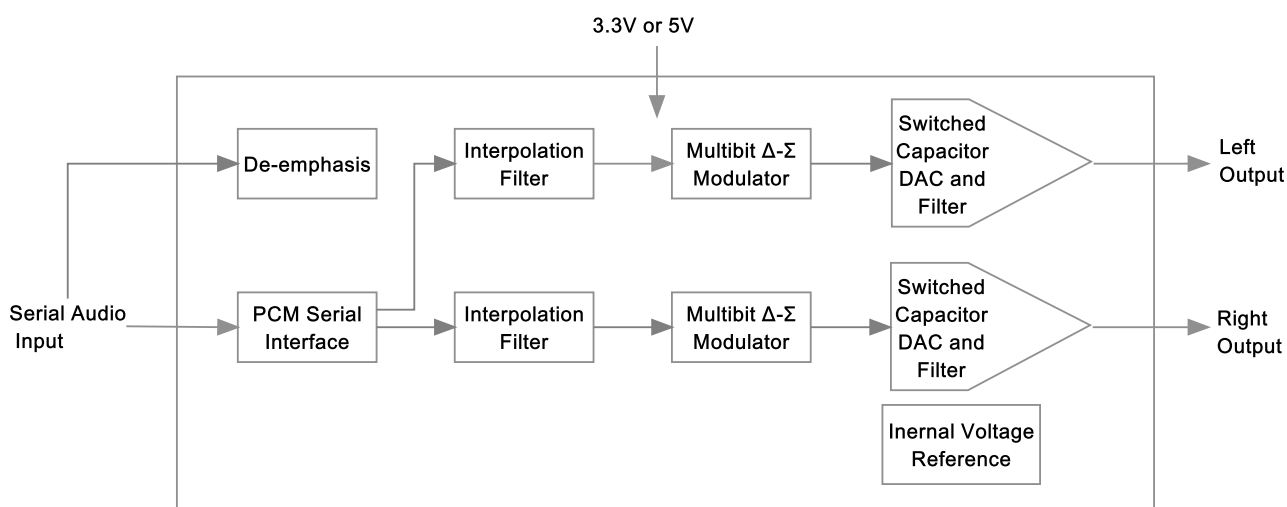 3.3V or 5V
De-emphasis
Interpolation
Filter
Multibit Δ-Σ
Modulator
Switched
Capacitor
DAC and
Filter
Left
Output
Serial Audio
Input
PCM Serial
Interface
Interpolation
Filter
Multibit Δ-Σ
Modulator
Switched
Capacitor
DAC and
Filter
Right
Output
Inernal Voltage
Reference